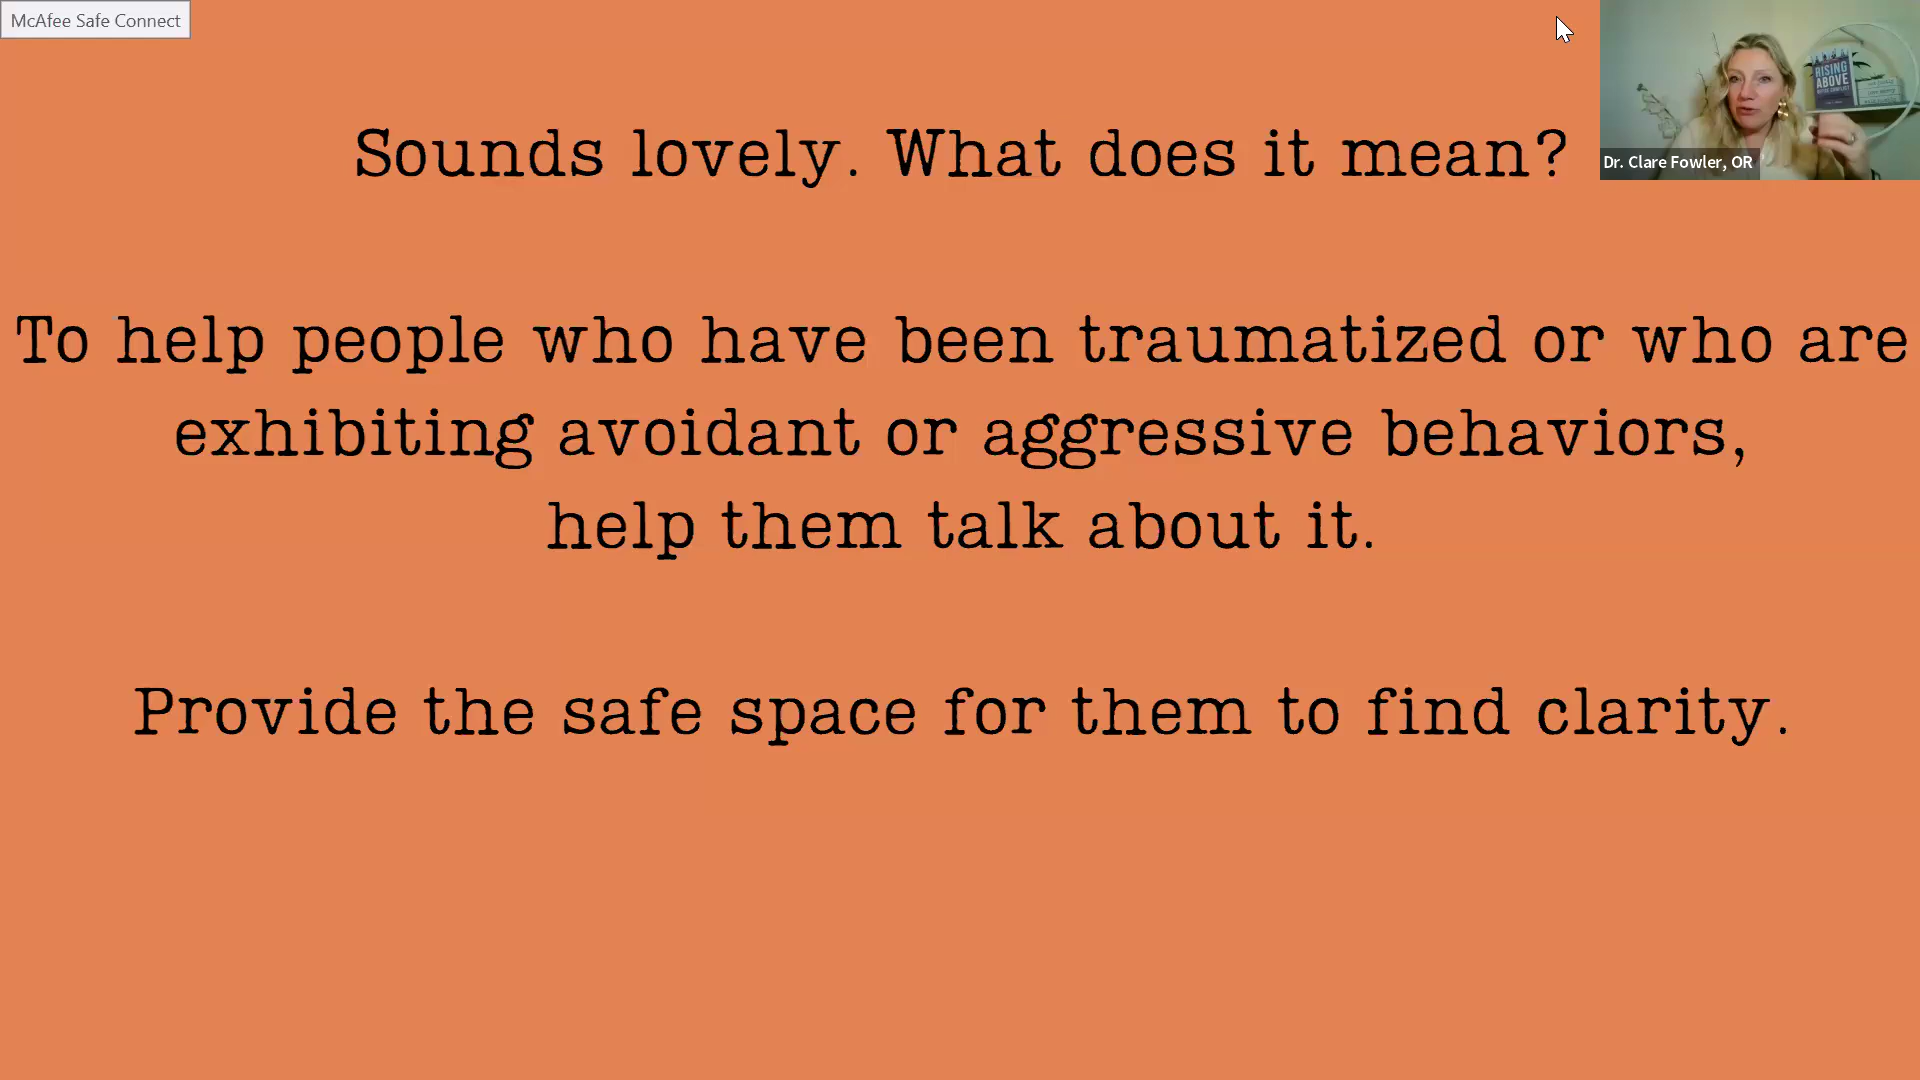 McAfee Safe Connect
Sounds lovely. What does it mean?
To help people who have been traumatized or who are
exhibiting avoidant or aggressive behaviors,
help them talk about it.
Provide the safe space for them to find clarity.
RISING
ABOVE
Dr. Clare Fowler, OR